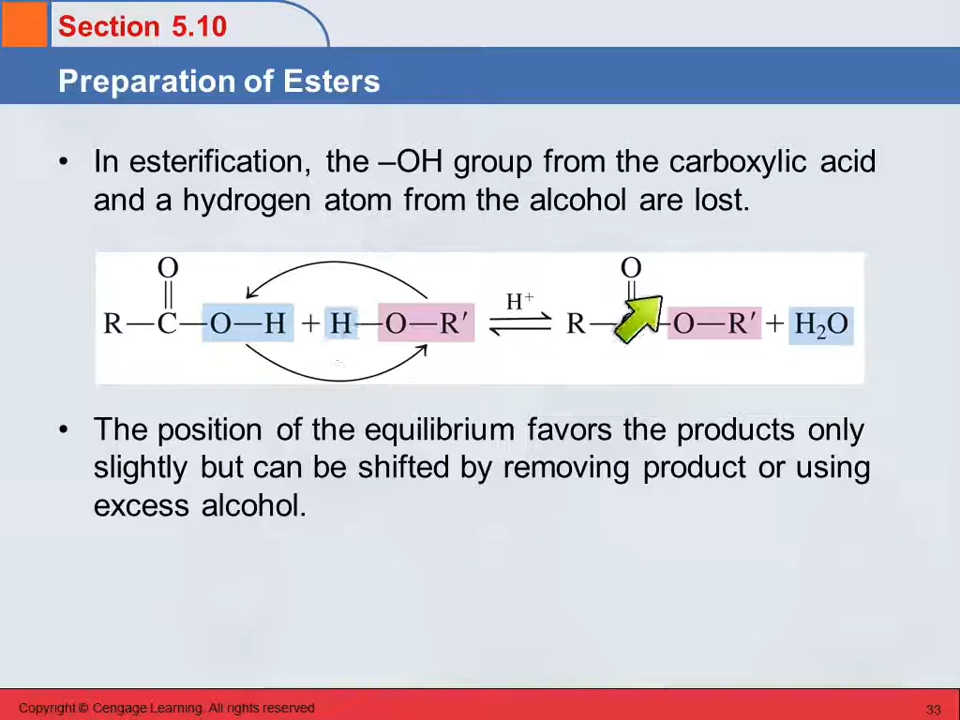 Section 5.10
Preparation of Esters
• In esterification, the –OH group from the carboxylic acid
and a hydrogen atom from the alcohol are lost.
O O
R—C—O—H + H—O—R′ ⇌ H⁺ R— —O—R′ + H₂O
• The position of the equilibrium favors the products only
slightly but can be shifted by removing product or using
excess alcohol.
Copyright © Cengage Learning. All rights reserved 33